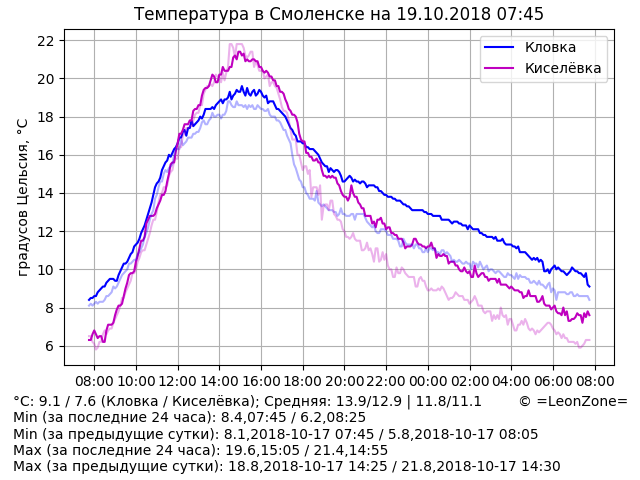 Температура в Смоленске на 19.10.2018 07:45
Кловка
Киселёвка
градусов Цельсия, °C
22
20
18
16
14
12
10
8
6
08:00 10:00 12:00 14:00 16:00 18:00 20:00 22:00 00:00 02:00 04:00 06:00 08:00
°C: 9.1 / 7.6 (Кловка / Киселёвка); Средняя: 13.9/12.9 | 11.8/11.1 © =LeonZone=
Min (за последние 24 часа): 8.4,07:45 / 6.2,08:25
Min (за предыдущие сутки): 8.1,2018-10-17 07:45 / 5.8,2018-10-17 08:05
Max (за последние 24 часа): 19.6,15:05 / 21.4,14:55
Max (за предыдущие сутки): 18.8,2018-10-17 14:25 / 21.8,2018-10-17 14:30